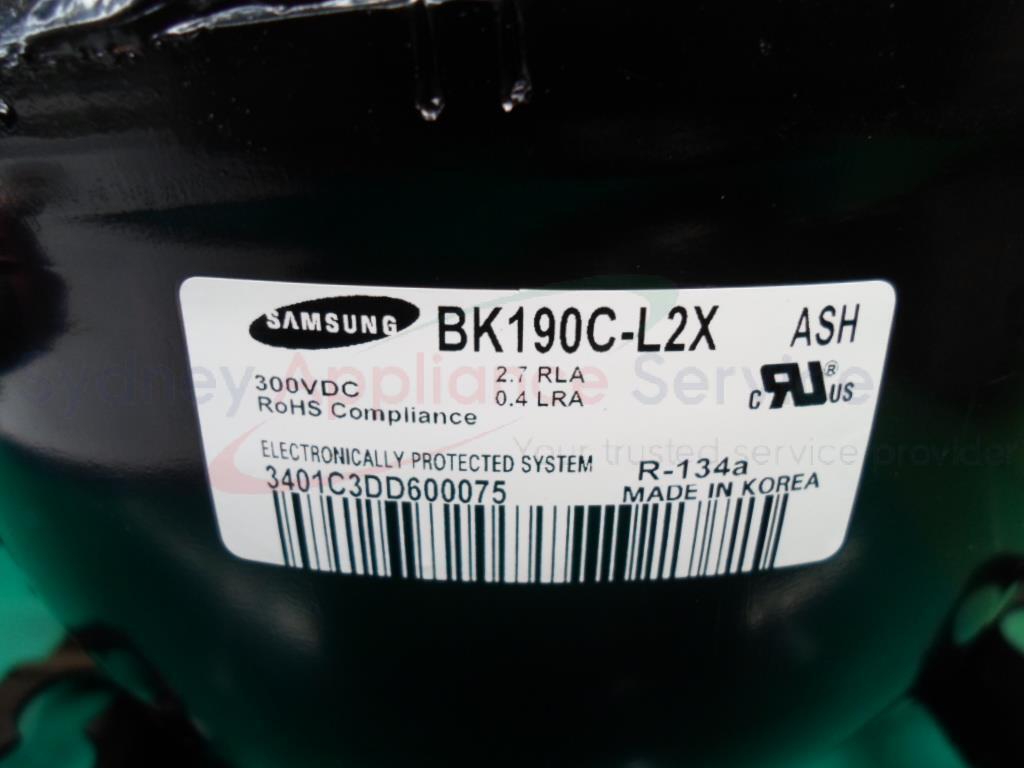 SAMSUNG BK190C-L2X ASH
300VDC 2.7 RLA
RoHS Compliance 0.4 LRA
c RU ® US
Sydney Appliance Service
Your trusted service provider
ELECTRONICALLY PROTECTED SYSTEM R-134a
3401C3DD600075 MADE IN KOREA